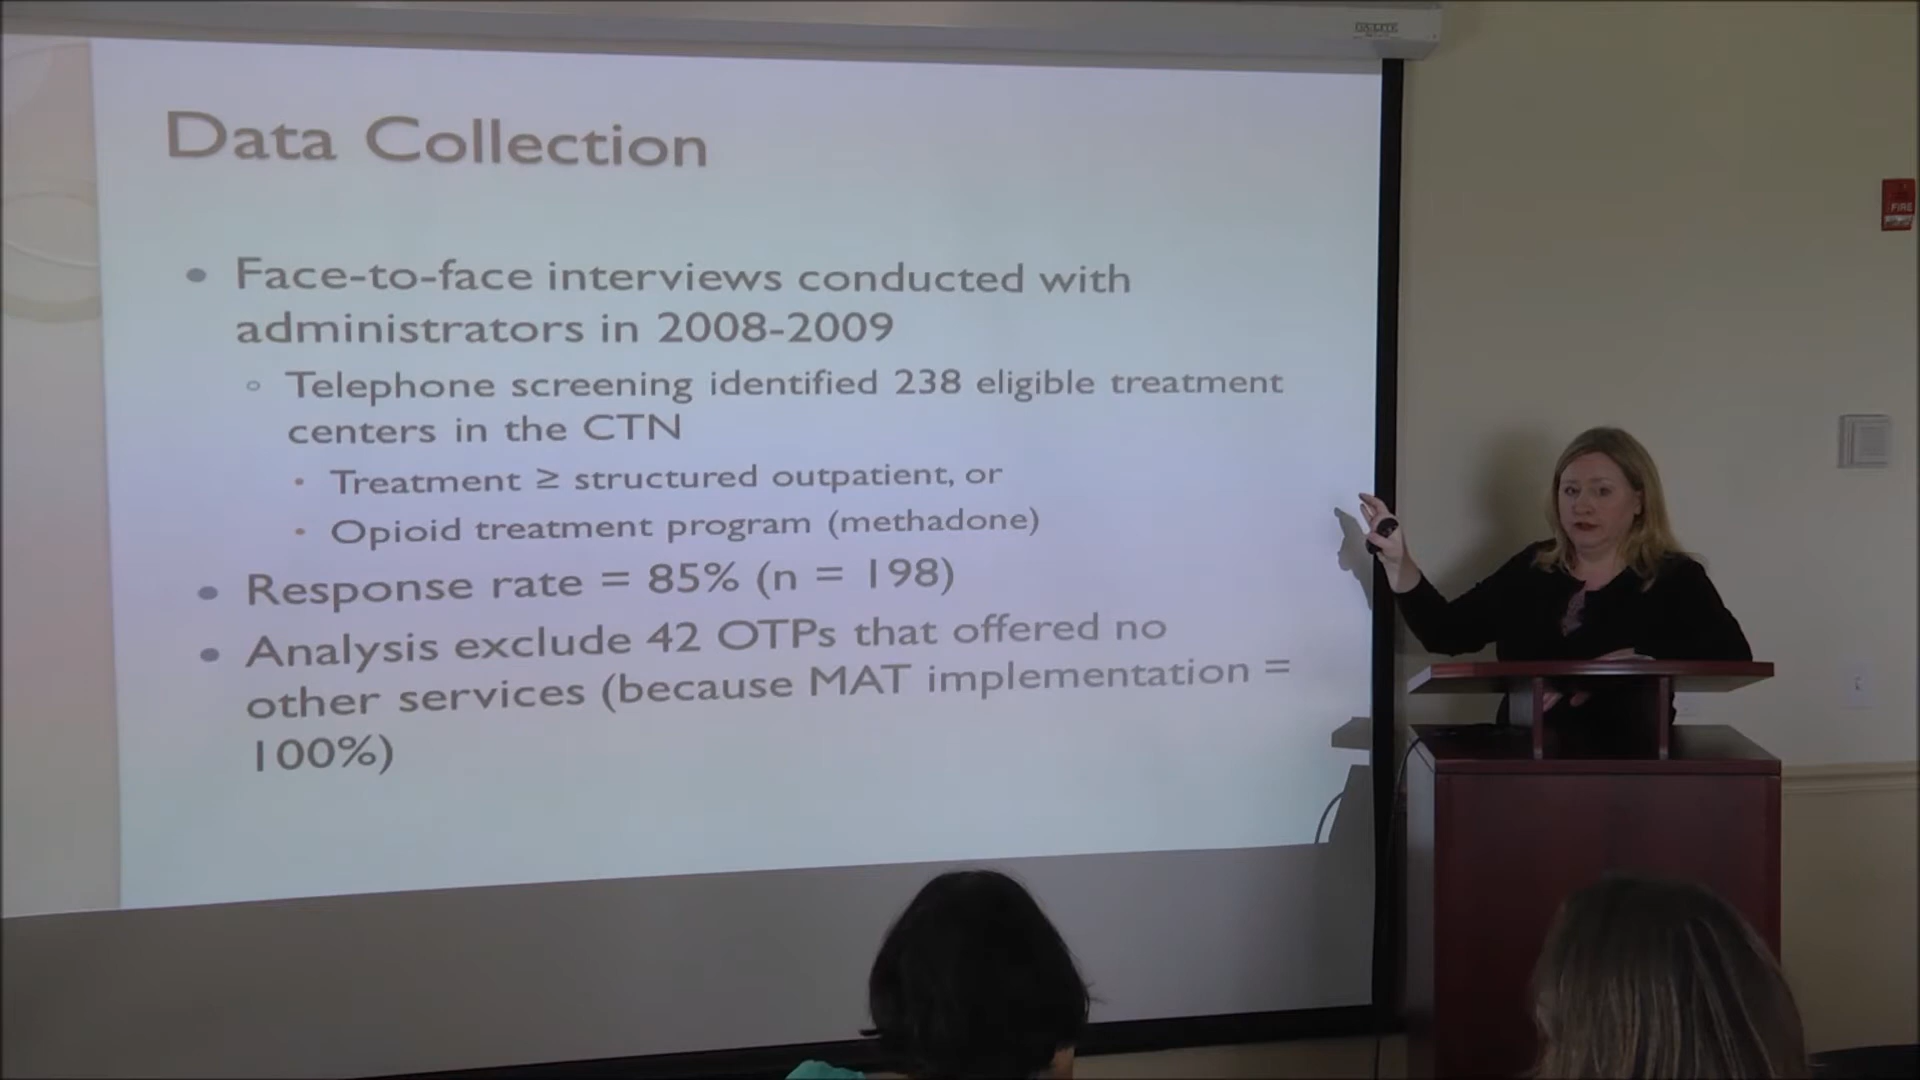 Data Collection
• Face-to-face interviews conducted with
administrators in 2008-2009
◦ Telephone screening identified 238 eligible treatment
centers in the CTN
• Treatment ≥ structured outpatient, or
• Opioid treatment program (methadone)
• Response rate = 85% (n = 198)
• Analysis exclude 42 OTPs that offered no
other services (because MAT implementation =
100%)
FIRE